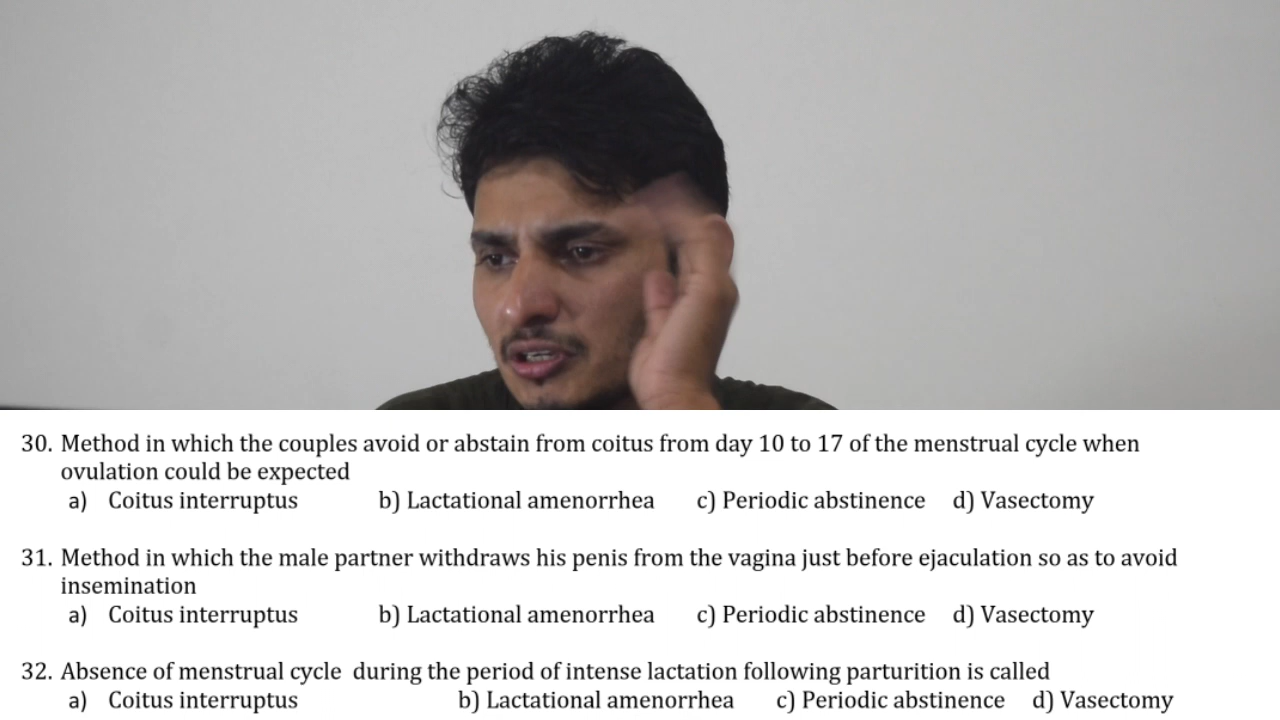 30. Method in which the couples avoid or abstain from coitus from day 10 to 17 of the menstrual cycle when
ovulation could be expected
a) Coitus interruptus b) Lactational amenorrhea c) Periodic abstinence d) Vasectomy
31. Method in which the male partner withdraws his penis from the vagina just before ejaculation so as to avoid
insemination
a) Coitus interruptus b) Lactational amenorrhea c) Periodic abstinence d) Vasectomy
32. Absence of menstrual cycle during the period of intense lactation following parturition is called
a) Coitus interruptus b) Lactational amenorrhea c) Periodic abstinence d) Vasectomy